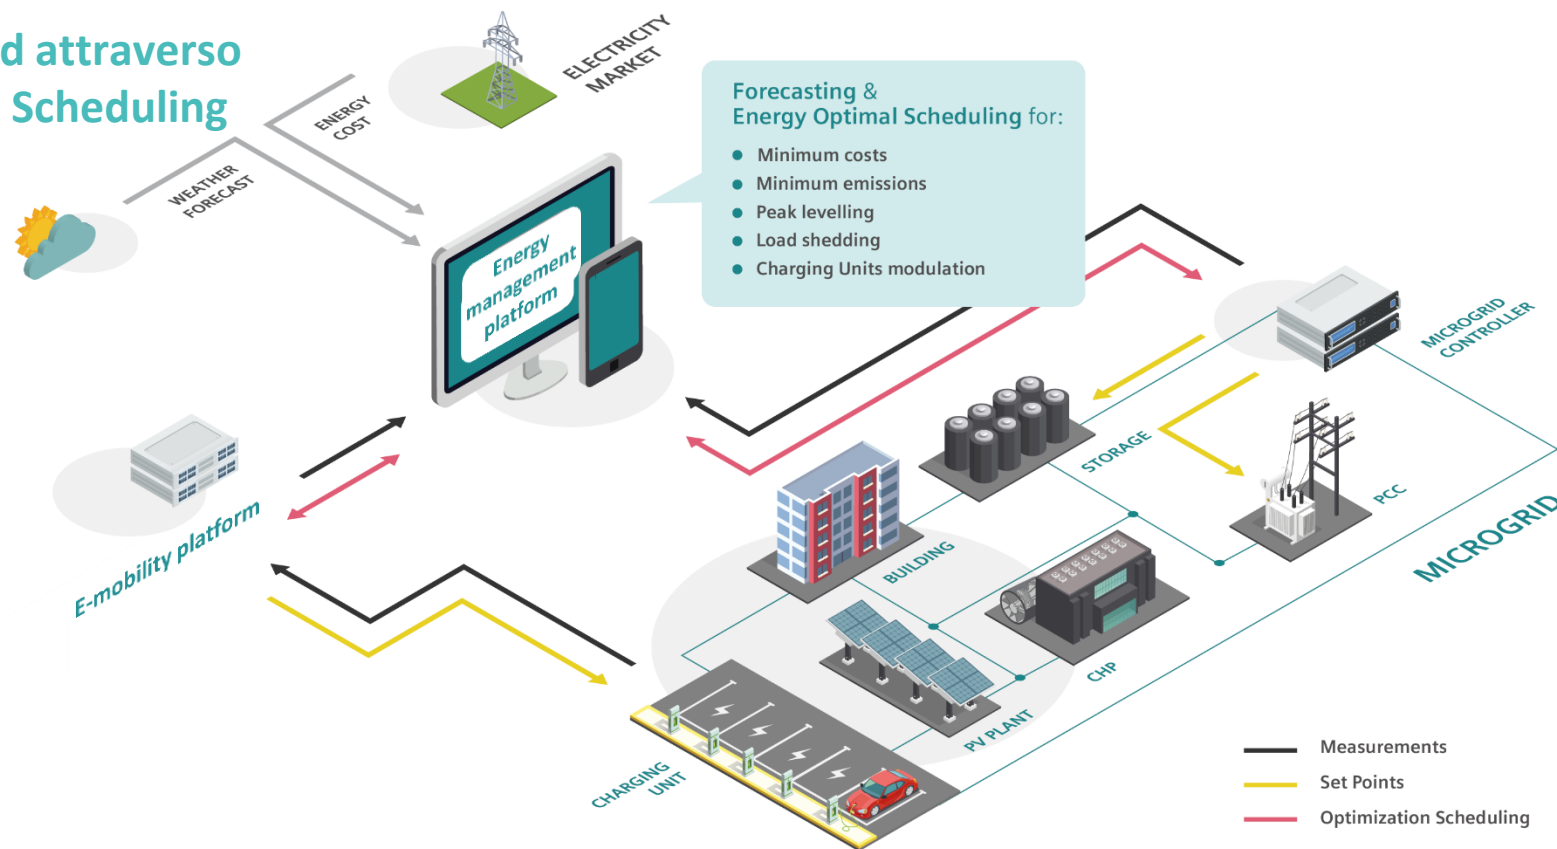 d attraverso
Scheduling
ELECTRICITY
MARKET
ENERGY
COST
WEATHER
FORECAST
Forecasting &
Energy Optimal Scheduling for:
Minimum costs
Minimum emissions
Peak levelling
Load shedding
Charging Units modulation
Energy
management
platform
MICROGRID
CONTROLLER
STORAGE
PCC
MICROGRID
E-mobility platform
BUILDING
CHP
PV PLANT
CHARGING
UNIT
Measurements
Set Points
Optimization Scheduling